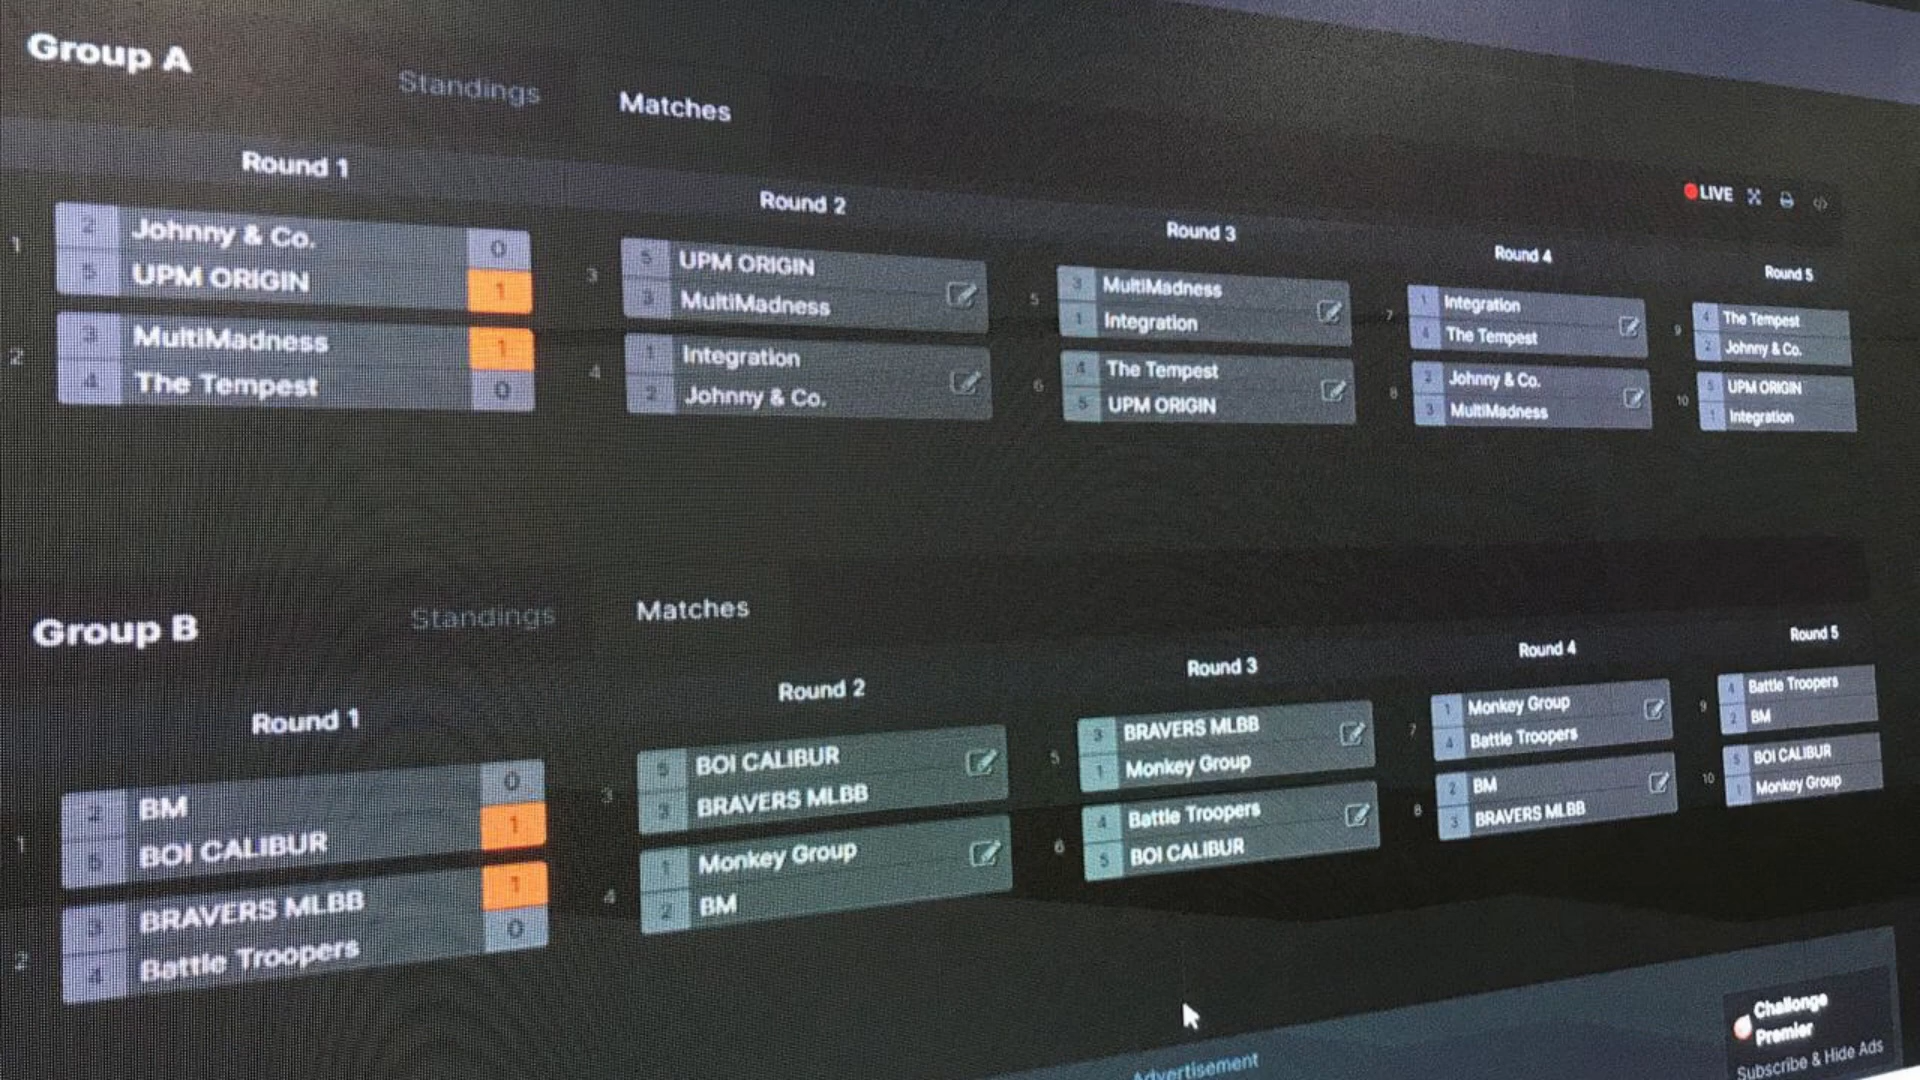 Group A
Standings
Matches
LIVE
Round 1
1
2 Johnny & Co. 0
5 UPM ORIGIN 1
2
3 MultiMadness 1
4 The Tempest 0
Round 2
3
5 UPM ORIGIN
3 MultiMadness
4
1 Integration
2 Johnny & Co.
Round 3
5
3 MultiMadness
1 Integration
6
4 The Tempest
5 UPM ORIGIN
Round 4
7
1 Integration
4 The Tempest
8
2 Johnny & Co.
3 MultiMadness
Round 5
9
4 The Tempest
2 Johnny & Co.
10
5 UPM ORIGIN
1 Integration
Group B
Standings
Matches
Round 1
1
2 BM 0
5 BOI CALIBUR 1
2
3 BRAVERS MLBB 1
4 Battle Troopers 0
Round 2
3
5 BOI CALIBUR
3 BRAVERS MLBB
4
1 Monkey Group
2 BM
Round 3
5
3 BRAVERS MLBB
1 Monkey Group
6
4 Battle Troopers
5 BOI CALIBUR
Round 4
7
1 Monkey Group
4 Battle Troopers
8
2 BM
3 BRAVERS MLBB
Round 5
9
4 Battle Troopers
2 BM
10
5 BOI CALIBUR
1 Monkey Group
Advertisement
Challonge
Premier
Subscribe & Hide Ads